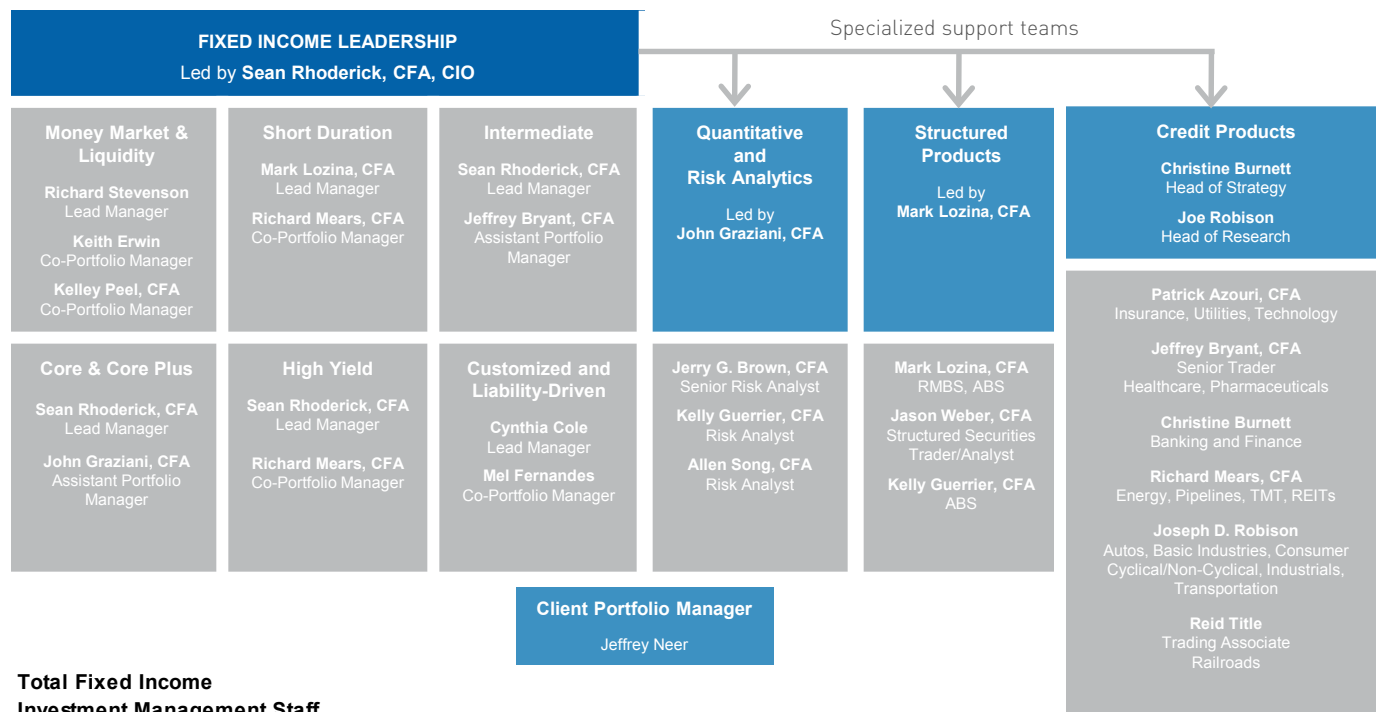 FIXED INCOME LEADERSHIP
Led by Sean Rhoderick, CFA, CIO
Specialized support teams
Money Market &
Liquidity
Richard Stevenson
Lead Manager
Keith Erwin
Co-Portfolio Manager
Kelley Peel, CFA
Co-Portfolio Manager
Short Duration
Mark Lozina, CFA
Lead Manager
Richard Mears, CFA
Co-Portfolio Manager
Intermediate
Sean Rhoderick, CFA
Lead Manager
Jeffrey Bryant, CFA
Assistant Portfolio
Manager
Quantitative
and
Risk Analytics
Led by
John Graziani, CFA
Structured
Products
Led by
Mark Lozina, CFA
Credit Products
Christine Burnett
Head of Strategy
Joe Robison
Head of Research
Core & Core Plus
Sean Rhoderick, CFA
Lead Manager
John Graziani, CFA
Assistant Portfolio
Manager
High Yield
Sean Rhoderick, CFA
Lead Manager
Richard Mears, CFA
Co-Portfolio Manager
Customized and
Liability-Driven
Cynthia Cole
Lead Manager
Mel Fernandes
Co-Portfolio Manager
Jerry G. Brown, CFA
Senior Risk Analyst
Kelly Guerrier, CFA
Risk Analyst
Allen Song, CFA
Risk Analyst
Mark Lozina, CFA
RMBS, ABS
Jason Weber, CFA
Structured Securities
Trader/Analyst
Kelly Guerrier, CFA
ABS
Patrick Azouri, CFA
Insurance, Utilities, Technology
Jeffrey Bryant, CFA
Senior Trader
Healthcare, Pharmaceuticals
Christine Burnett
Banking and Finance
Richard Mears, CFA
Energy, Pipelines, TMT, REITs
Joseph D. Robison
Autos, Basic Industries, Consumer
Cyclical/Non-Cyclical, Industrials,
Transportation
Reid Title
Trading Associate
Railroads
Client Portfolio Manager
Jeffrey Neer
Total Fixed Income
Investment Management Staff